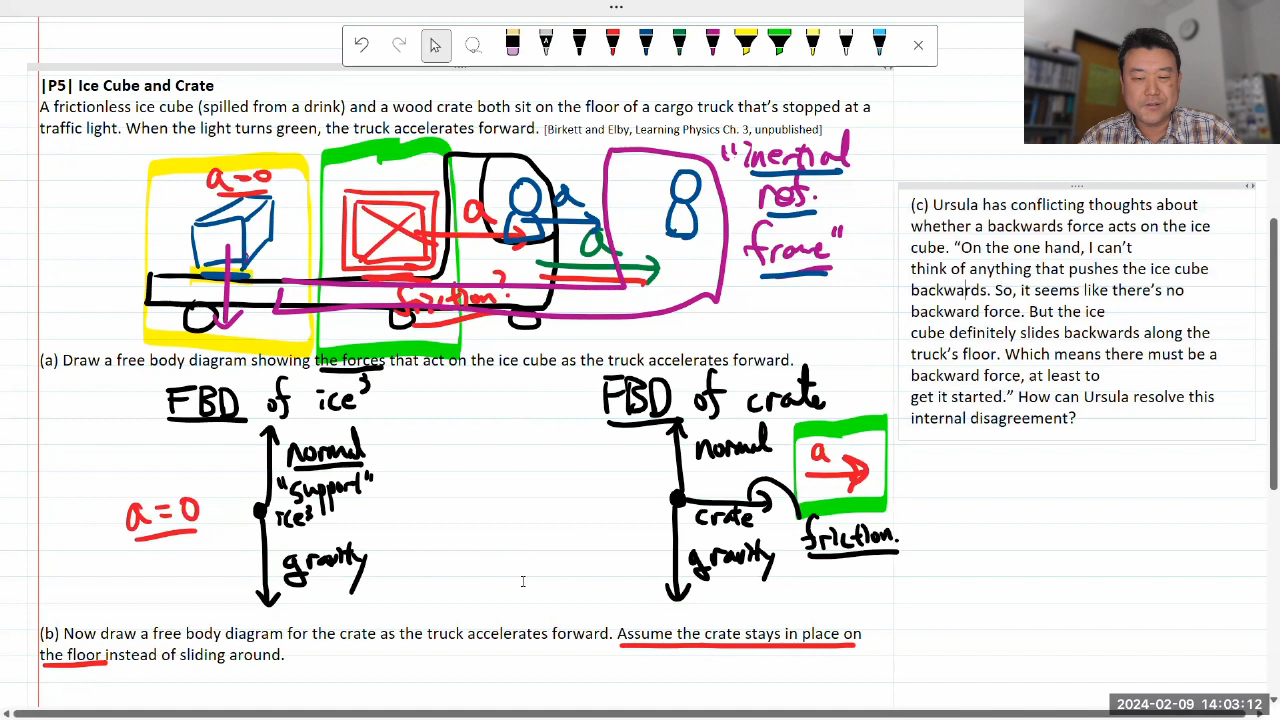 |P5| Ice Cube and Crate
A frictionless ice cube (spilled from a drink) and a wood crate both sit on the floor of a cargo truck that's stopped at a
traffic light. When the light turns green, the truck accelerates forward. [Birkett and Elby, Learning Physics Ch. 3, unpublished]
"Inertial
ref.
frame"
a=0
a
a
a
friction?
(a) Draw a free body diagram showing the forces that act on the ice cube as the truck accelerates forward.
FBD of ice³
normal
"support"
ice³
gravity
a=0
FBD of crate
normal
crate
gravity
a
friction.
(b) Now draw a free body diagram for the crate as the truck accelerates forward. Assume the crate stays in place on
the floor instead of sliding around.
(c) Ursula has conflicting thoughts about
whether a backwards force acts on the ice
cube. "On the one hand, I can't
think of anything that pushes the ice cube
backwards. So, it seems like there's no
backward force. But the ice
cube definitely slides backwards along the
truck's floor. Which means there must be a
backward force, at least to
get it started." How can Ursula resolve this
internal disagreement?
2024-02-09 14:03:12